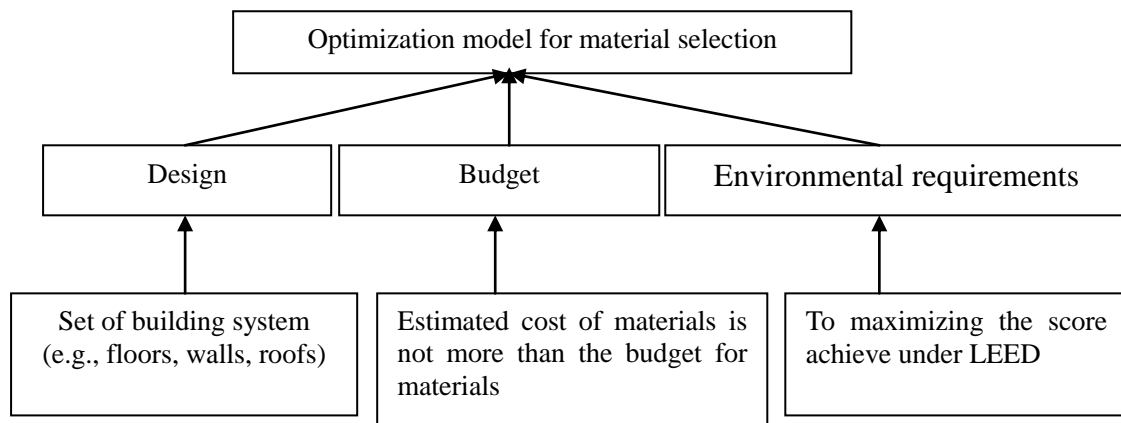 Optimization model for material selection
Design
Budget
Environmental requirements
Set of building system
(e.g., floors, walls, roofs)
Estimated cost of materials is
not more than the budget for
materials
To maximizing the score
achieve under LEED